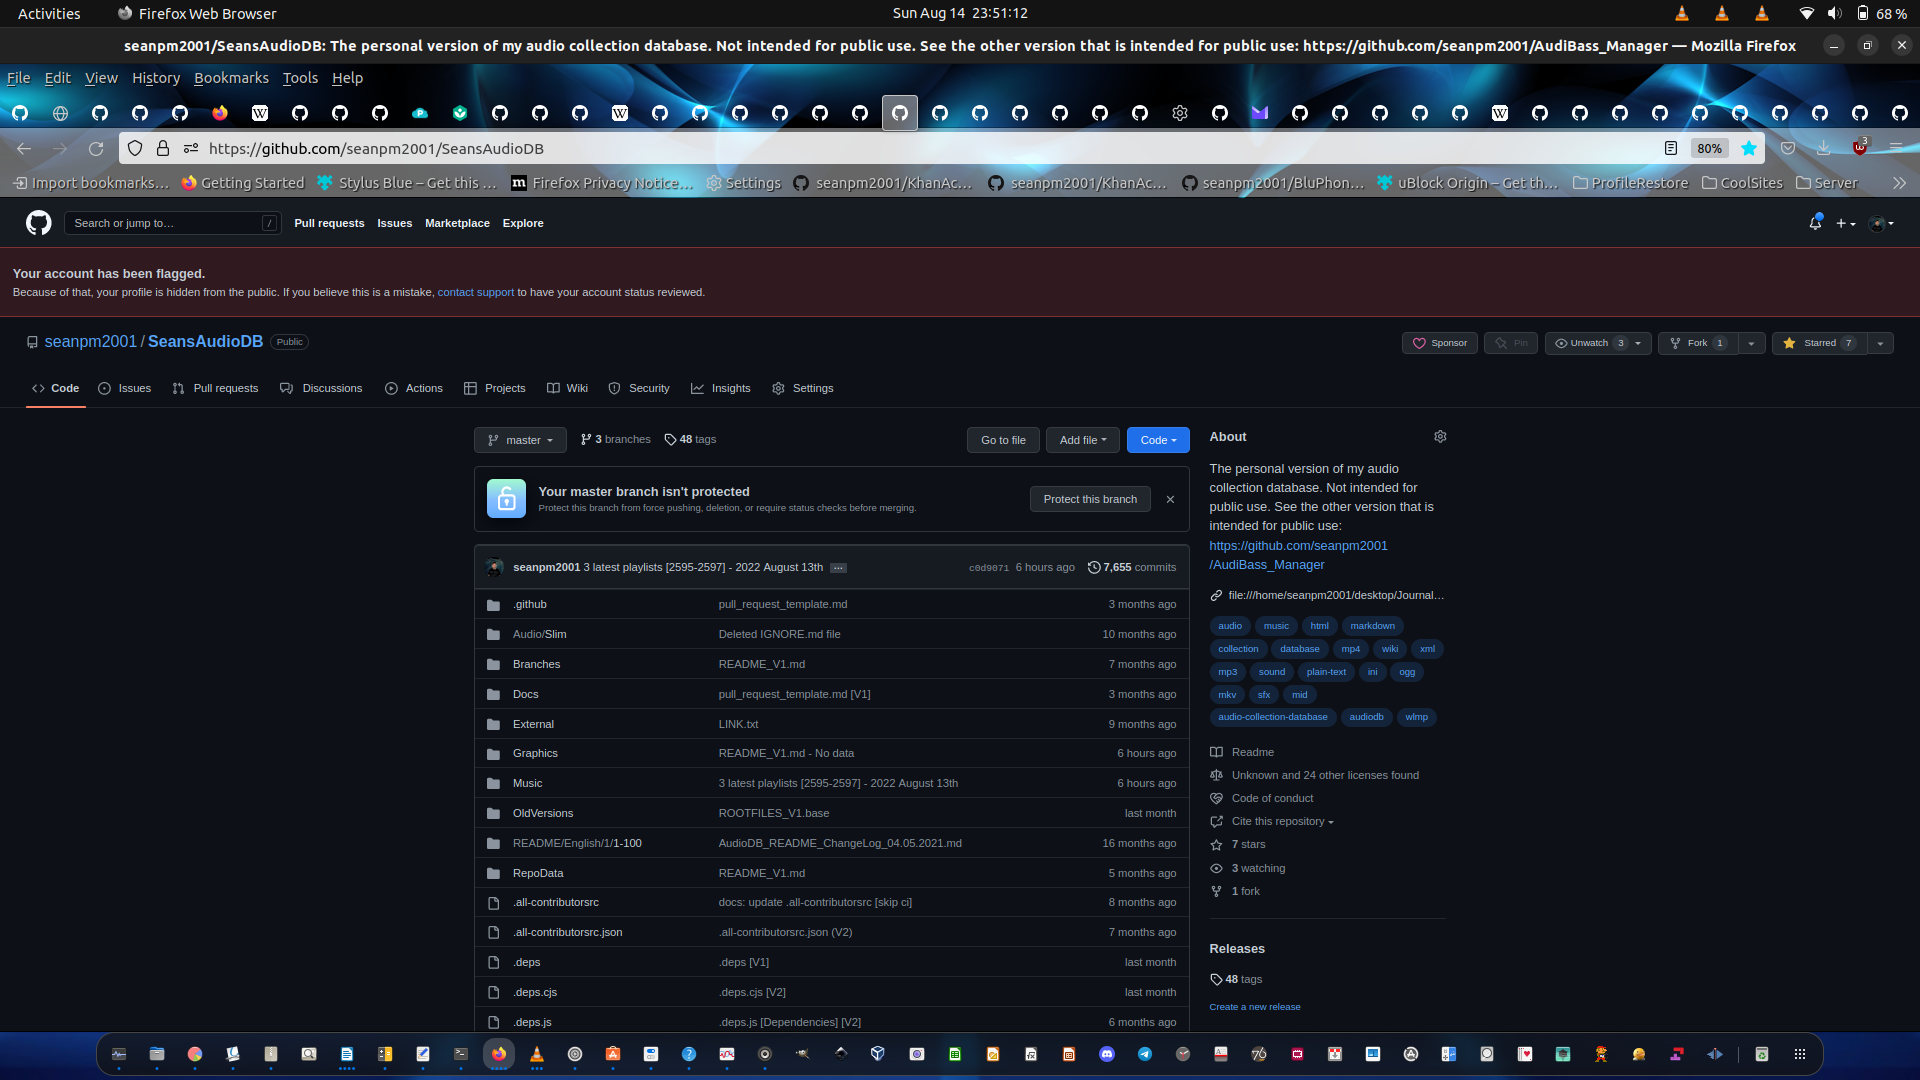 Activities
Firefox Web Browser
Sun Aug 14 23:51:12
68 %
seanpm2001/SeansAudioDB: The personal version of my audio collection database. Not intended for public use. See the other version that is intended for public use: https://github.com/seanpm2001/AudiBass_Manager — Mozilla Firefox
File Edit View History Bookmarks Tools Help
https://github.com/seanpm2001/SeansAudioDB
80%
3
Import bookmarks… Getting Started Stylus Blue – Get this … Firefox Privacy Notice… Settings seanpm2001/KhanAc… seanpm2001/KhanAc… seanpm2001/BluPhon… uBlock Origin – Get th… ProfileRestore CoolSites Server
Search or jump to… /
Pull requests Issues Marketplace Explore
Your account has been flagged.
Because of that, your profile is hidden from the public. If you believe this is a mistake, contact support to have your account status reviewed.
seanpm2001 / SeansAudioDB Public
Sponsor Pin Unwatch 3 Fork 1 Starred 7
Code Issues Pull requests Discussions Actions Projects Wiki Security Insights Settings
master 3 branches 48 tags
Go to file Add file Code
Your master branch isn't protected
Protect this branch from force pushing, deletion, or require status checks before merging.
Protect this branch
seanpm2001 3 latest playlists [2595-2597] - 2022 August 13th … c0d9071 6 hours ago 7,655 commits
.github pull_request_template.md 3 months ago
Audio/Slim Deleted IGNORE.md file 10 months ago
Branches README_V1.md 7 months ago
Docs pull_request_template.md [V1] 3 months ago
External LINK.txt 9 months ago
Graphics README_V1.md - No data 6 hours ago
Music 3 latest playlists [2595-2597] - 2022 August 13th 6 hours ago
OldVersions ROOTFILES_V1.base last month
README/English/1/1-100 AudioDB_README_ChangeLog_04.05.2021.md 16 months ago
RepoData README_V1.md 5 months ago
.all-contributorsrc docs: update .all-contributorsrc [skip ci] 8 months ago
.all-contributorsrc.json .all-contributorsrc.json (V2) 7 months ago
.deps .deps [V1] last month
.deps.cjs .deps.cjs [V2] last month
.deps.js .deps.js [Dependencies] [V2] 6 months ago
About
The personal version of my audio
collection database. Not intended for
public use. See the other version that is
intended for public use:
https://github.com/seanpm2001
/AudiBass_Manager
file:///home/seanpm2001/desktop/Journal…
audio music html markdown
collection database mp4 wiki xml
mp3 sound plain-text ini ogg
mkv sfx mid
audio-collection-database audiodb wlmp
Readme
Unknown and 24 other licenses found
Code of conduct
Cite this repository
7 stars
3 watching
1 fork
Releases
48 tags
Create a new release